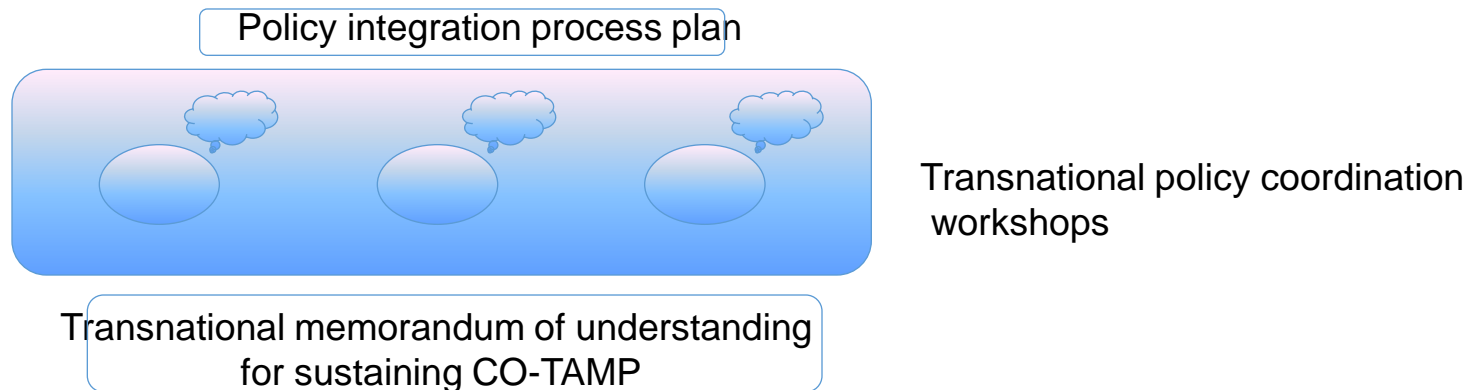 Policy integration process plan
Transnational policy coordination
workshops
Transnational memorandum of understanding
for sustaining CO-TAMP